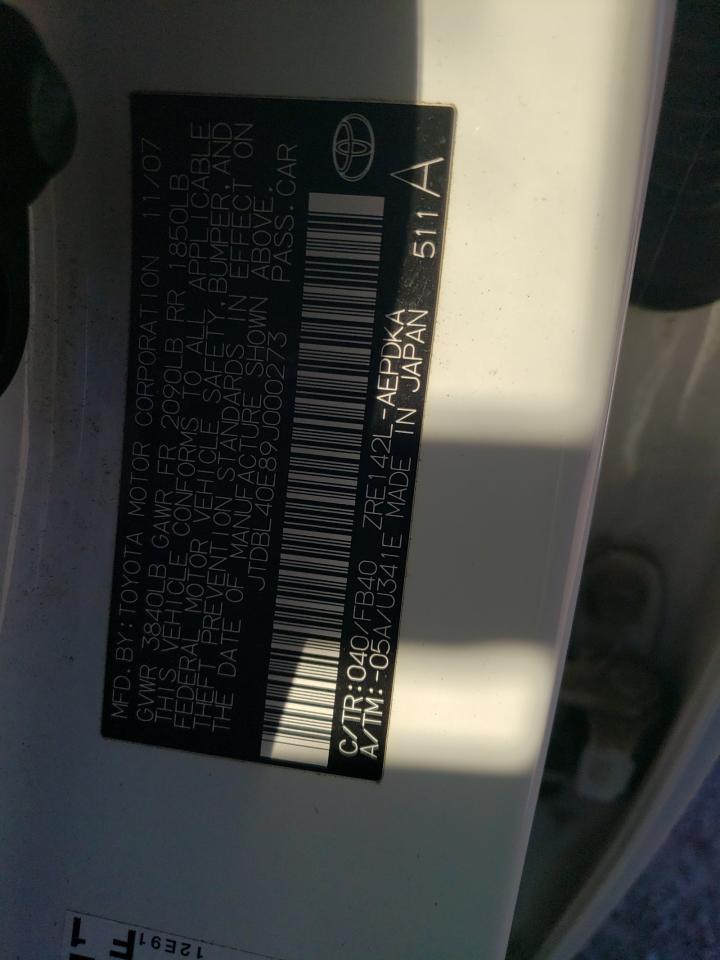 MFD.BY:TOYOTA MOTOR CORPORATION 11/07
GVWR 3840LB GAWR FR 2090LB RR 1850LB
THIS VEHICLE CONFORMS TO ALL APPLICABLE
FEDERAL MOTOR VEHICLE SAFETY,BUMPER,AND
THEFT PREVENTION STANDARDS IN EFFECT ON
THE DATE OF MANUFACTURE SHOWN ABOVE.
JTDBL40E89J000273 PASS.CAR
C/TR:040/FB40 ZRE142L-AEPDKA
A/TM:-05A/U341E MADE IN JAPAN 511 A
12E91
F
1